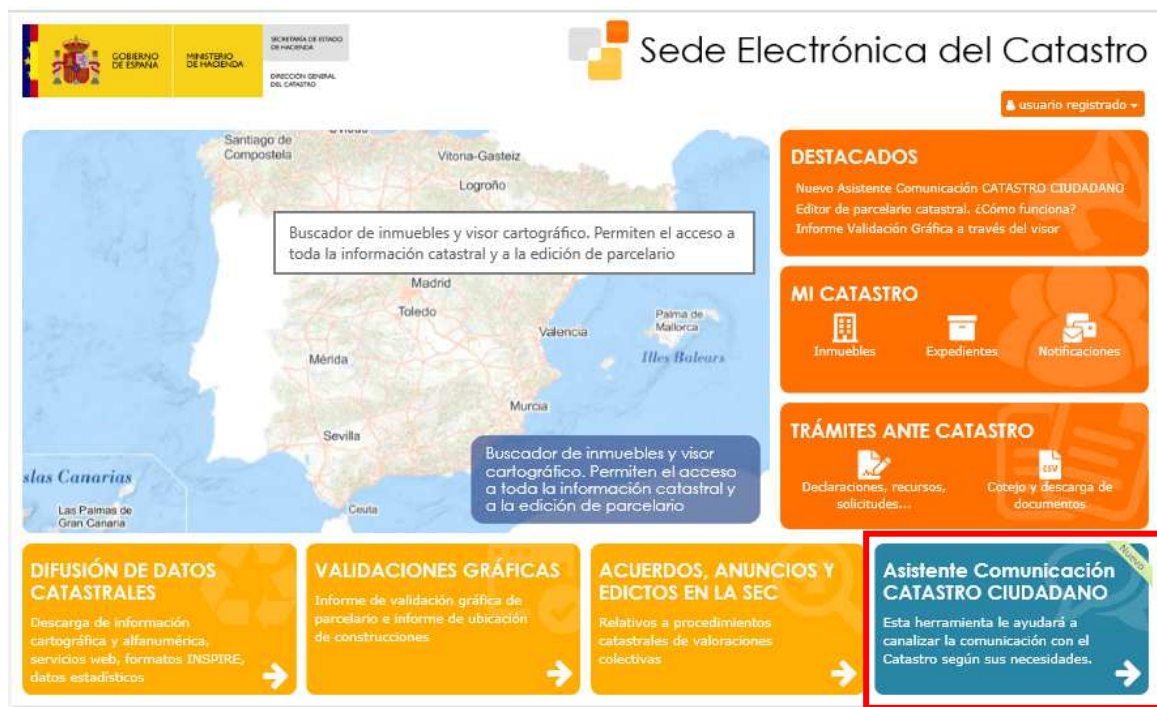 GOBIERNO
DE ESPAÑA
MINISTERIO
DE HACIENDA
SECRETARÍA DE ESTADO
DE HACIENDA
DIRECCIÓN GENERAL
DEL CATASTRO
Sede Electrónica del Catastro
usuario registrado
Santiago de
Compostela
Vitoria-Gasteiz
Logroño
Buscador de inmuebles y visor cartográfico. Permiten el acceso a
toda la información catastral y a la edición de parcelario
Madrid
Toledo
Valencia
Palma de
Mallorca
Illes Balears
Mérida
Murcia
Sevilla
Buscador de inmuebles y visor
cartográfico. Permiten el acceso
a toda la información catastral y
a la edición de parcelario
slas Canarias
Las Palmas de
Gran Canaria
Ceuta
DESTACADOS
Nuevo Asistente Comunicación CATASTRO CIUDADANO
Editor de parcelario catastral. ¿Cómo funciona?
Informe Validación Gráfica a través del visor
MI CATASTRO
Inmuebles
Expedientes
Notificaciones
TRÁMITES ANTE CATASTRO
CSV
Declaraciones, recursos,
solicitudes...
Cotejo y descarga de
documentos
DIFUSIÓN DE DATOS
CATASTRALES
Descarga de información
cartográfica y alfanumérica,
servicios web, formatos INSPIRE,
datos estadísticos
VALIDACIONES GRÁFICAS
Informe de validación gráfica de
parcelario e informe de ubicación
de construcciones
ACUERDOS, ANUNCIOS Y
EDICTOS EN LA SEC
Relativos a procedimientos
catastrales de valoraciones
colectivas
Nuevo
Asistente Comunicación
CATASTRO CIUDADANO
Esta herramienta le ayudará a
canalizar la comunicación con el
Catastro según sus necesidades.